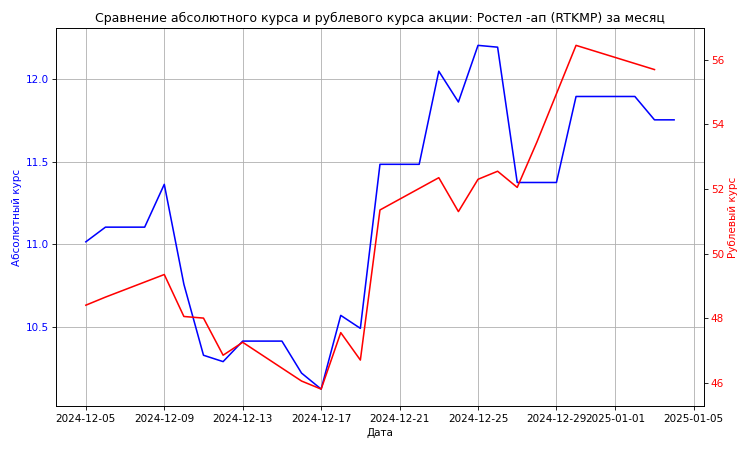 Сравнение абсолютного курса и рублевого курса акции: Ростел -ап (RTKMP) за месяц
12.0
11.5
11.0
10.5
Абсолютный курс
56
54
52
50
48
46
Рублевый курс
2024-12-05 2024-12-09 2024-12-13 2024-12-17 2024-12-21 2024-12-25 2024-12-29 2025-01-01 2025-01-05
Дата